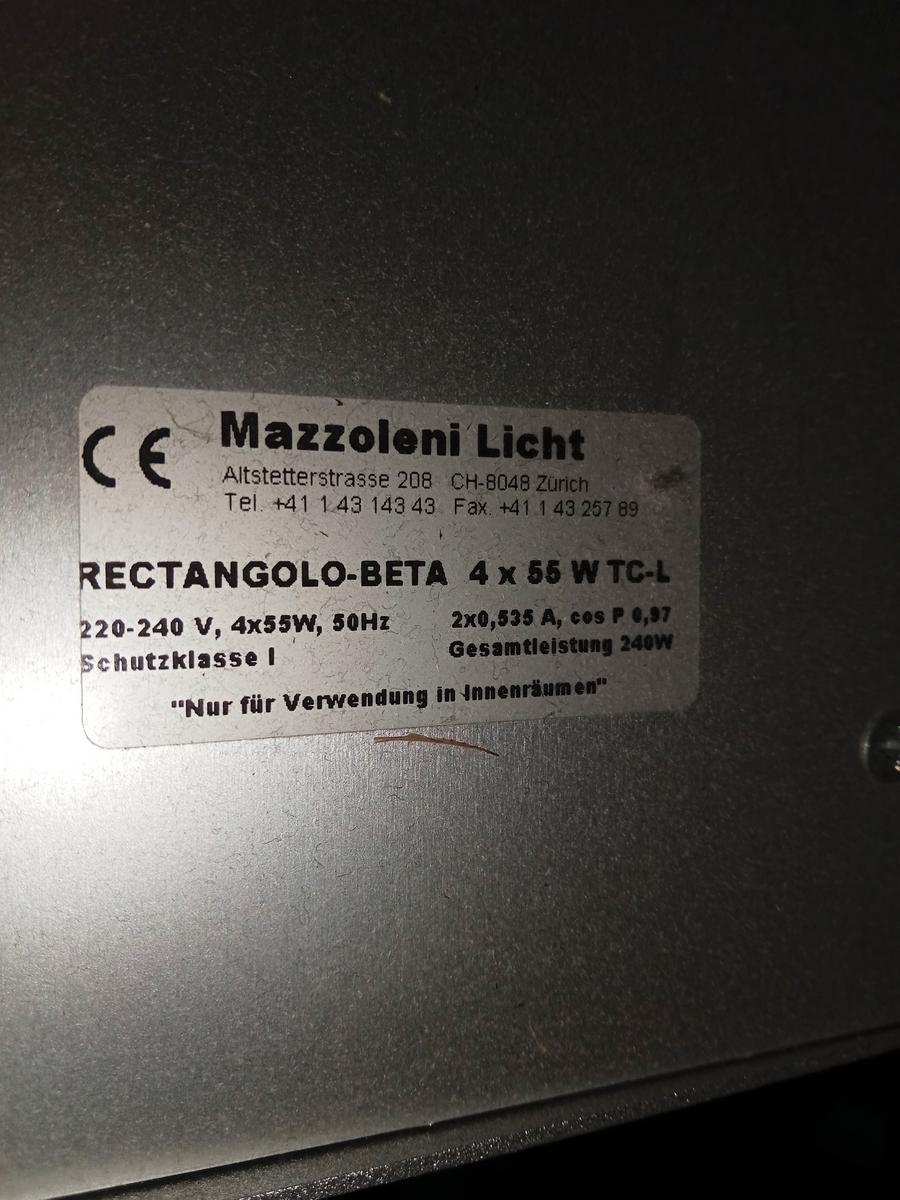 CE
Mazzoleni Licht
Altstetterstrasse 208 CH-8048 Zürich
Tel. +41 1 43 143 43 Fax. +41 1 43 257 89
RECTANGOLO-BETA 4 x 55 W TC-L
220-240 V, 4x55W, 50Hz 2x0,535 A, cos P 0,97
Schutzklasse I Gesamtleistung 240W
"Nur für Verwendung in Innenräumen"